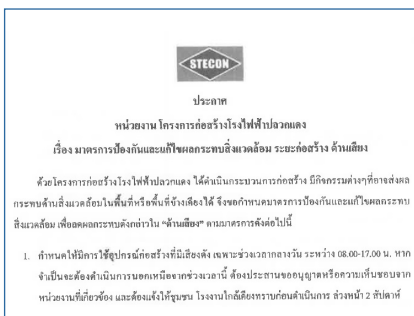 STECON
ประกาศ
หน่วยงาน โครงการก่อสร้างโรงไฟฟ้าปลวกแดง
เรื่อง มาตรการป้องกันและแก้ไขผลกระทบสิ่งแวดล้อม ระยะก่อสร้าง ด้านเสียง
ด้วยโครงการก่อสร้างโรงไฟฟ้าปลวกแดง ได้ดำเนินกระบวนการก่อสร้าง มีกิจกรรมต่างๆที่อาจส่งผล
กระทบด้านสิ่งแวดล้อมในพื้นที่หรือพื้นที่ข้างเคียงได้ จึงขอกำหนดมาตรการป้องกันและแก้ไขผลกระทบ
สิ่งแวดล้อม เพื่อลดผลกระทบดังกล่าวใน "ด้านเสียง" ตามมาตรการดังต่อไปนี้
1. กำหนดให้มีการใช้อุปกรณ์ก่อสร้างที่มีเสียงดัง เฉพาะช่วงเวลากลางวัน ระหว่าง 08.00-17.00 น. หาก
จำเป็นจะต้องดำเนินการนอกเหนือจากช่วงเวลานี้ ต้องประสานขออนุญาตหรือความเห็นชอบจาก
หน่วยงานที่เกี่ยวข้อง และต้องแจ้งให้ชุมชน โรงงานใกล้เคียงทราบก่อนดำเนินการ ล่วงหน้า 2 สัปดาห์